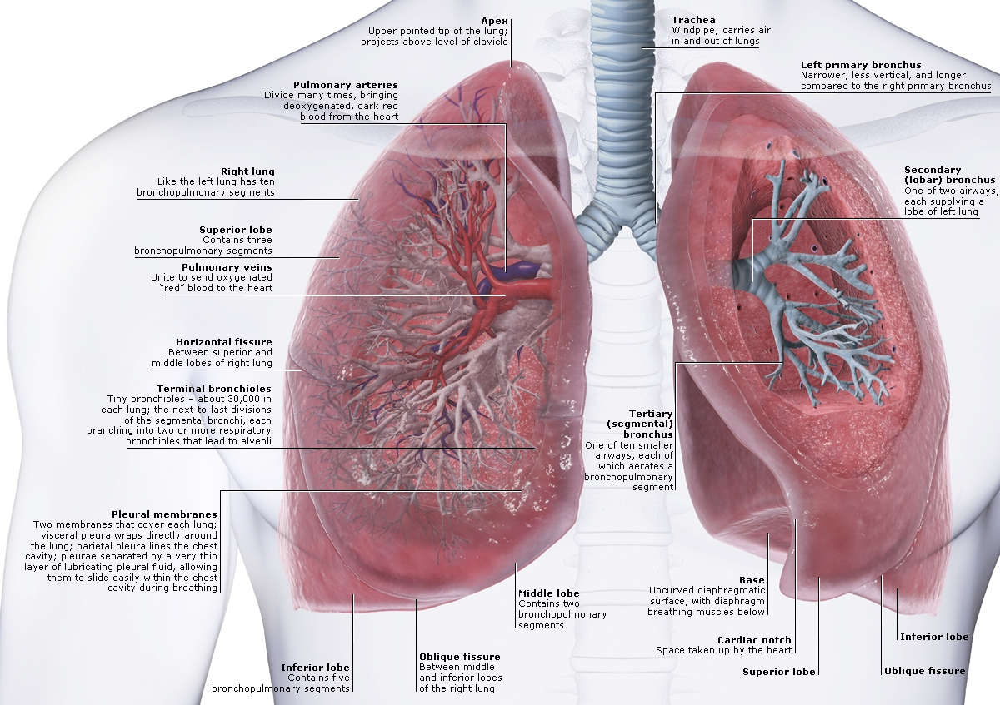 Apex
Upper pointed tip of the lung;
projects above level of clavicle
Trachea
Windpipe; carries air
in and out of lungs
Left primary bronchus
Narrower, less vertical, and longer
compared to the right primary bronchus
Pulmonary arteries
Divide many times, bringing
deoxygenated, dark red
blood from the heart
Right lung
Like the left lung has ten
bronchopulmonary segments
Secondary
(lobar) bronchus
One of two airways,
each supplying a
lobe of left lung
Superior lobe
Contains three
bronchopulmonary segments
Pulmonary veins
Unite to send oxygenated
“red” blood to the heart
Horizontal fissure
Between superior and
middle lobes of right lung
Terminal bronchioles
Tiny bronchioles – about 30,000 in
each lung; the next-to-last divisions
of the segmental bronchi, each
branching into two or more respiratory
bronchioles that lead to alveoli
Tertiary
(segmental)
bronchus
One of ten smaller
airways, each of
which aerates a
bronchopulmonary
segment
Pleural membranes
Two membranes that cover each lung;
visceral pleura wraps directly around
the lung; parietal pleura lines the chest
cavity; pleurae separated by a very thin
layer of lubricating pleural fluid, allowing
them to slide easily within the chest
cavity during breathing
Middle lobe
Contains two
bronchopulmonary
segments
Base
Upcurved diaphragmatic
surface, with diaphragm
breathing muscles below
Cardiac notch
Space taken up by the heart
Inferior lobe
Superior lobe
Oblique fissure
Inferior lobe
Contains five
bronchopulmonary segments
Oblique fissure
Between middle
and inferior lobes
of the right lung